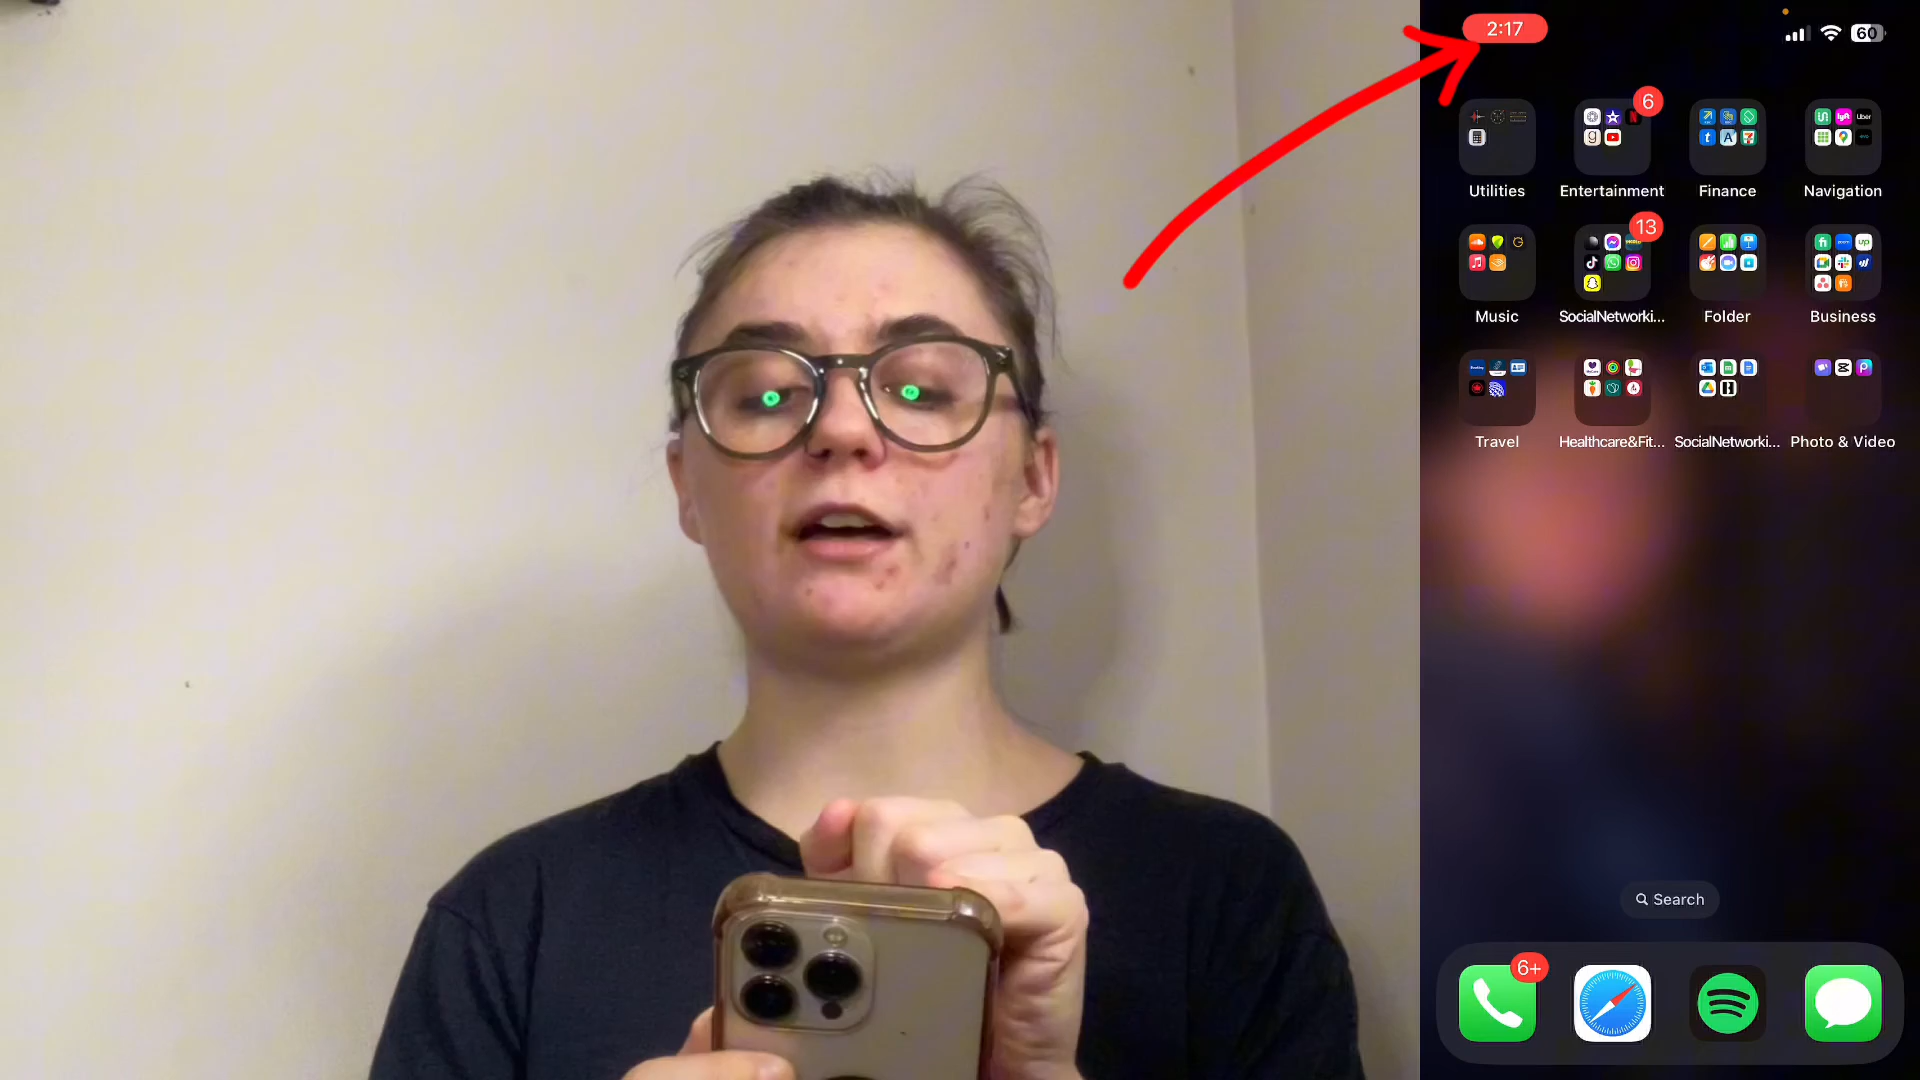 2:17
60
6
Utilities
Entertainment
Finance
Navigation
13
Music
SocialNetworki...
Folder
Business
Travel
Healthcare&Fit...
SocialNetworki...
Photo & Video
Search
6+